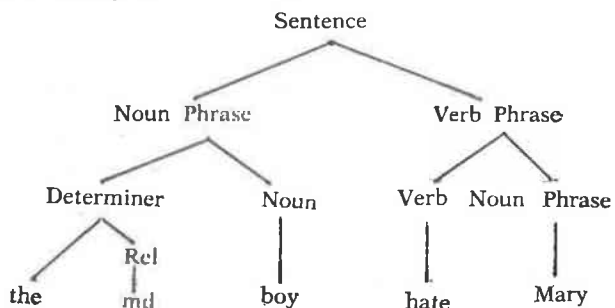 Sentence
Noun Phrase Verb Phrase
Determiner Noun Verb Noun Phrase
Rel
the md boy hate Mary